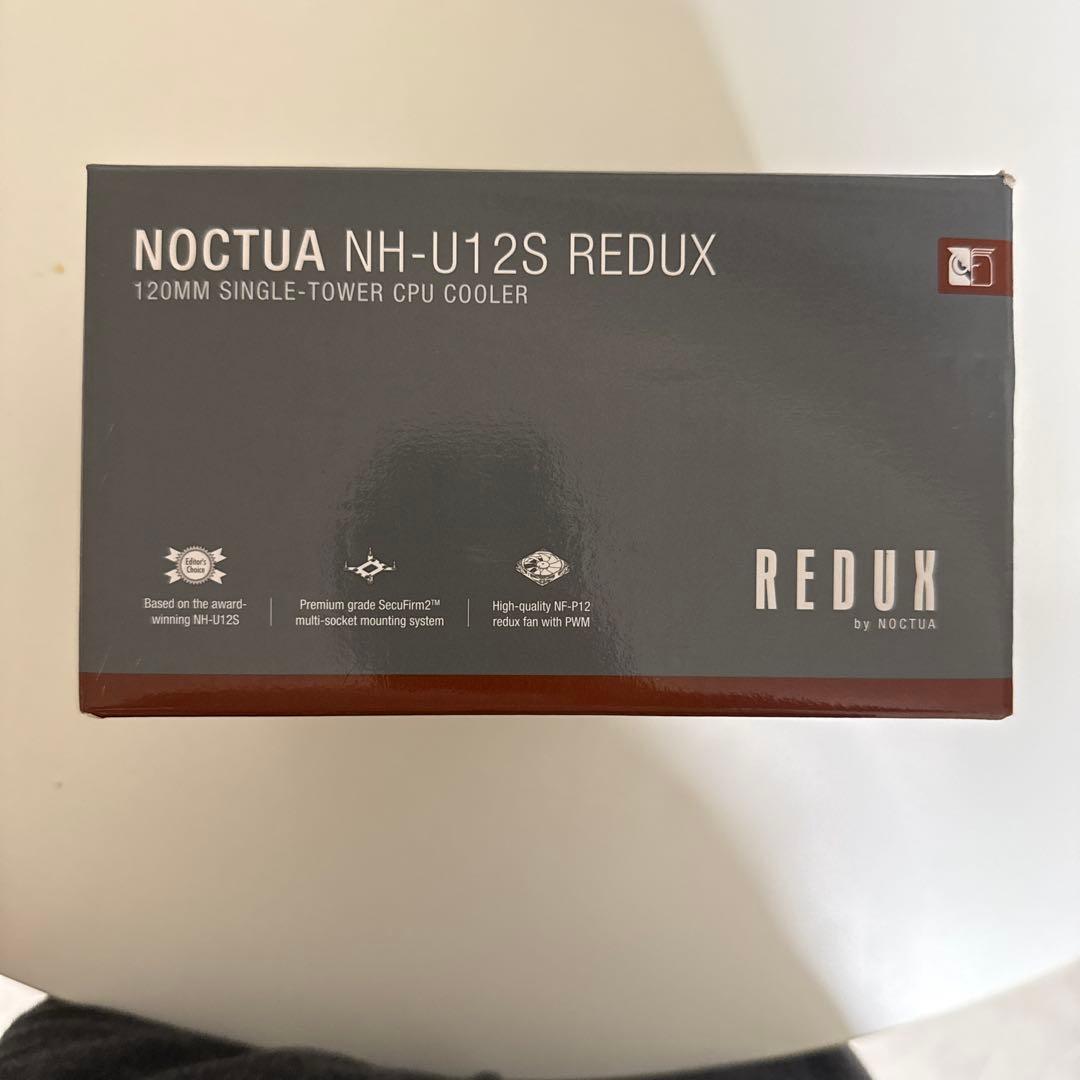 NOCTUA NH-U12S REDUX
120MM SINGLE-TOWER CPU COOLER
Editor's
Choice
Based on the award-
winning NH-U12S
Premium grade SecuFirm2™
multi-socket mounting system
High-quality NF-P12
redux fan with PWM
REDUX
by NOCTUA